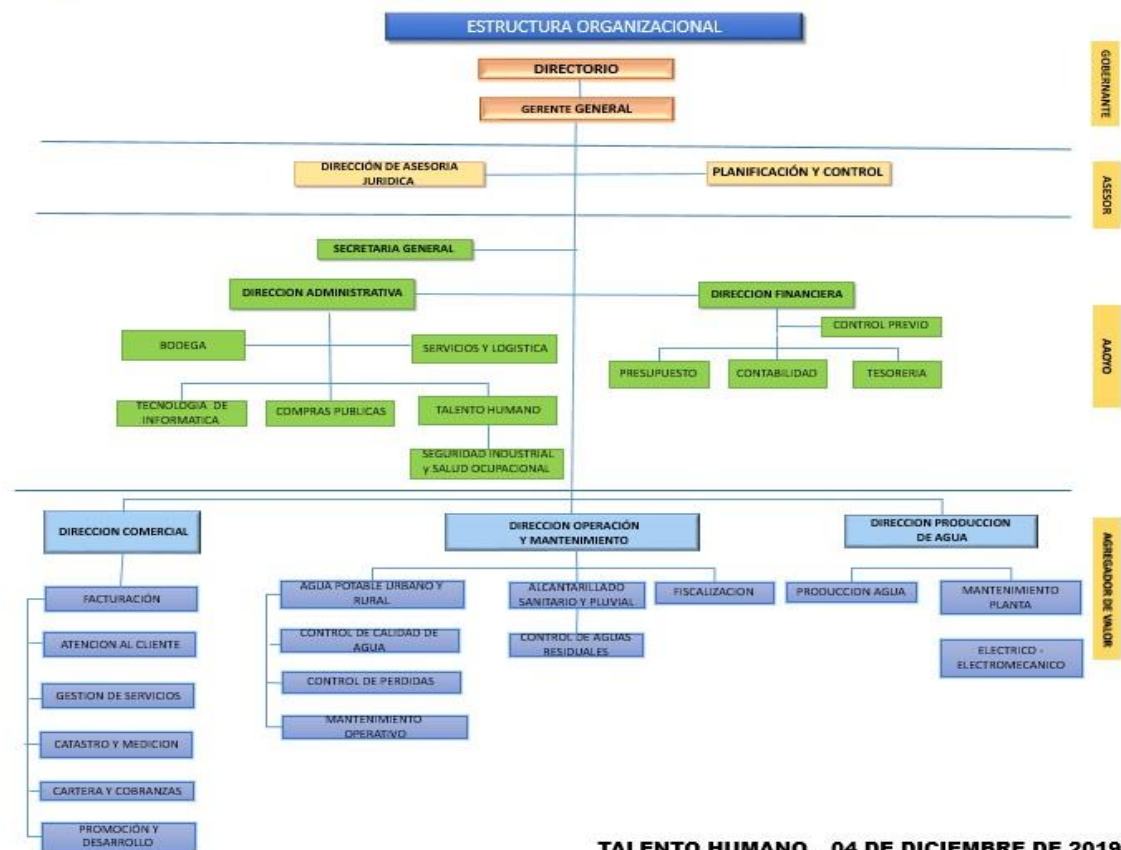 ESTRUCTURA ORGANIZACIONAL
DIRECTORIO
GERENTE GENERAL
GOBERNANTE
DIRECCIÓN DE ASESORIA
JURIDICA
PLANIFICACIÓN Y CONTROL
ASESOR
SECRETARIA GENERAL
DIRECCION ADMINISTRATIVA
DIRECCION FINANCIERA
CONTROL PREVIO
BODEGA
SERVICIOS Y LOGISTICA
PRESUPUESTO
CONTABILIDAD
TESORERIA
AAOYO
TECNOLOGIA DE
INFORMATICA
COMPRAS PUBLICAS
TALENTO HUMANO
SEGURIDAD INDUSTRIAL
y SALUD OCUPACIONAL
DIRECCION COMERCIAL
DIRECCION OPERACIÓN
Y MANTENIMIENTO
DIRECCION PRODUCCION
DE AGUA
AGREGADOR DE VALOR
FACTURACIÓN
ATENCION AL CLIENTE
GESTION DE SERVICIOS
CATASTRO Y MEDICION
CARTERA Y COBRANZAS
PROMOCIÓN Y
DESARROLLO
AGUA POTABLE URBANO Y
RURAL
CONTROL DE CALIDAD DE
AGUA
CONTROL DE PERDIDAS
MANTENIMIENTO
OPERATIVO
ALCANTARILLADO
SANITARIO Y PLUVIAL
CONTROL DE AGUAS
RESIDUALES
FISCALIZACION
PRODUCCION AGUA
MANTENIMIENTO
PLANTA
ELECTRICO -
ELECTROMECANICO
TALENTO HUMANO 04 DE DICIEMBRE DE 2019